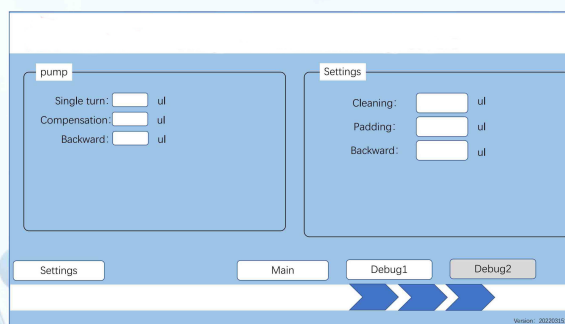 pump
Single turn: ul
Compensation: ul
Backward: ul
Settings
Cleaning: ul
Padding: ul
Backward: ul
Settings
Main
Debug1
Debug2
Version: 20220315